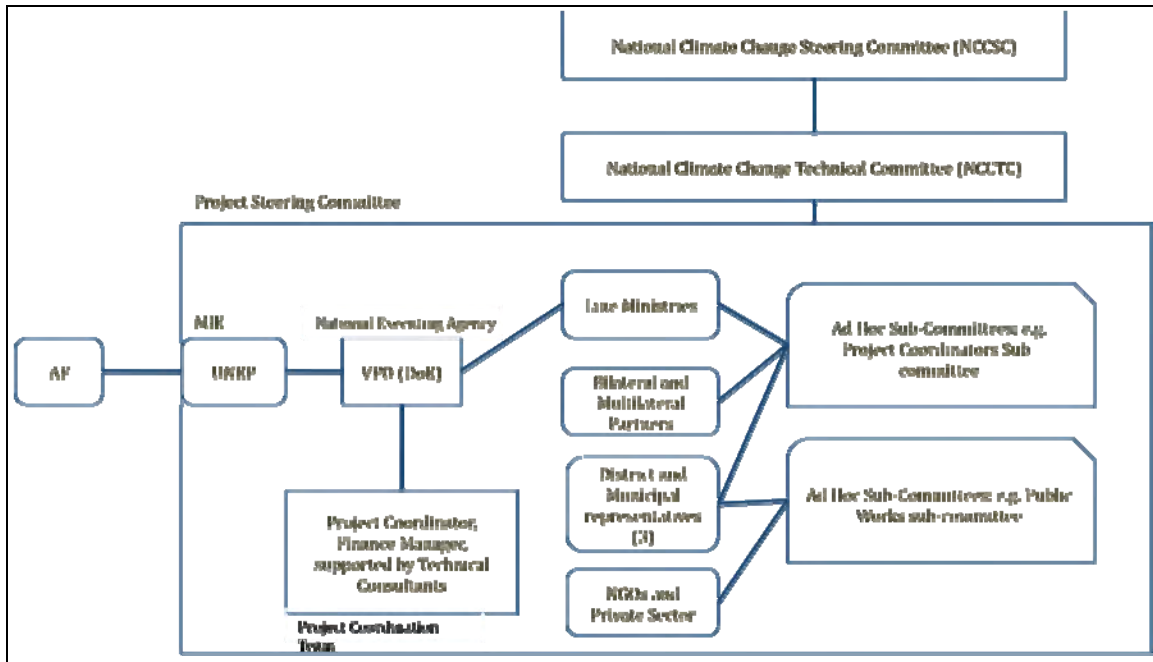 National Climate Change Steering Committee (NCCSC)
National Climate Change Technical Committee (NCCTC)
Project Steering Committee
MIE
National Executing Agency
AF
UNEP
VPO (DoE)
Line Ministries
Bilateral and
Multilateral
Partners
District and
Municipal
representatives
(3)
NGOs and
Private Sector
Ad Hoc Sub-Committees: e.g.
Project Coordinators Sub
committee
Ad Hoc Sub-Committees: e.g. Public
Works sub-committee
Project Coordinator,
Finance Manager,
supported by Technical
Consultants
Project Coordination
Team